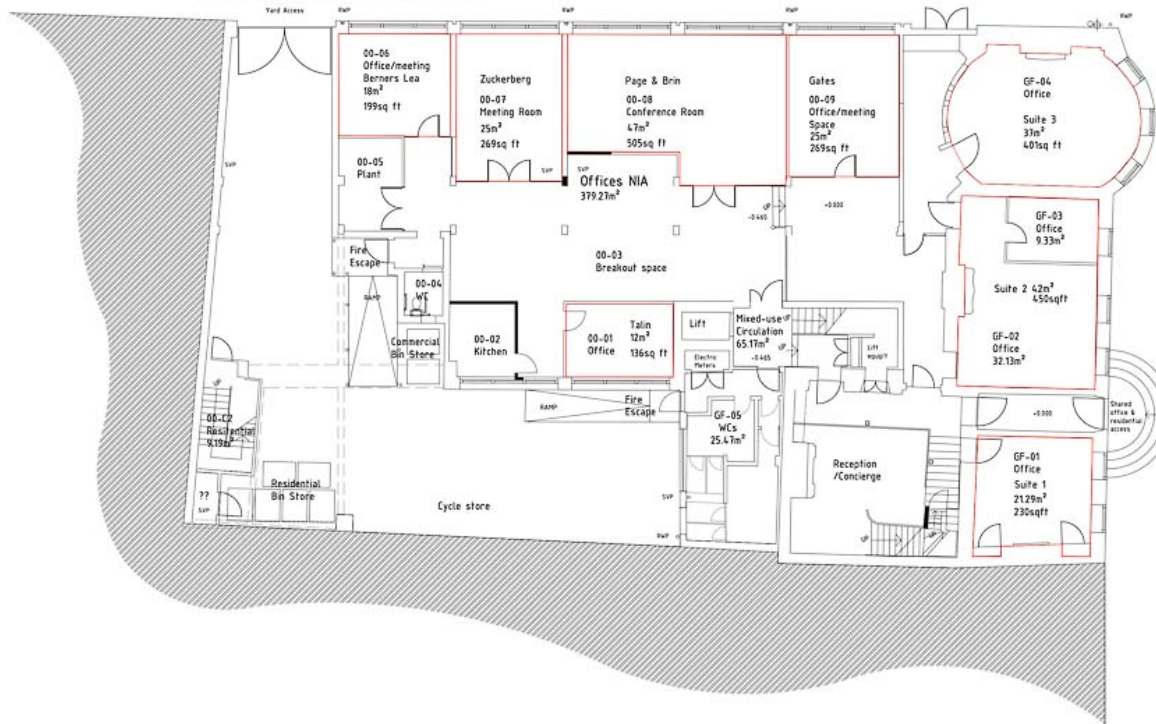 Yard Access
RWP
RWP
RWP
RWP
00-06
Office/meeting
Berners Lea
18m²
199sq ft
Zuckerberg
00-07
Meeting Room
25m²
269sq ft
Page & Brin
00-08
Conference Room
47m²
505sq ft
Gates
00-09
Office/meeting
Space
25m²
269sq ft
GF-04
Office
Suite 3
37m²
401sq ft
SVP
00-05
Plant
SVP
SVP
Offices NIA
379.27m²
UP
-0.465
+0.000
GF-03
Office
9.33m²
Fire
Escape
00-03
Breakout space
RAMP
00-04
WC
Suite 2 42m²
450sqft
GF-02
Office
32.13m²
Commercial
Bin Store
00-02
Kitchen
00-01
Office
Talin
12m²
136sq ft
Lift
Mixed-use
Circulation
65.17m²
-0.465
UP
UP
Electro
Meters
Lift
equip't
UP
00-C2
Residential
9.19m²
RAMP
Fire
Escape
GF-05
WCs
25.47m²
+0.000
Shared
office &
residential
access
Reception
/Concierge
GF-01
Office
Suite 1
21.29m²
230sqft
Residential
Bin Store
??
SVP
Cycle store
SVP
RWP
UP
UP